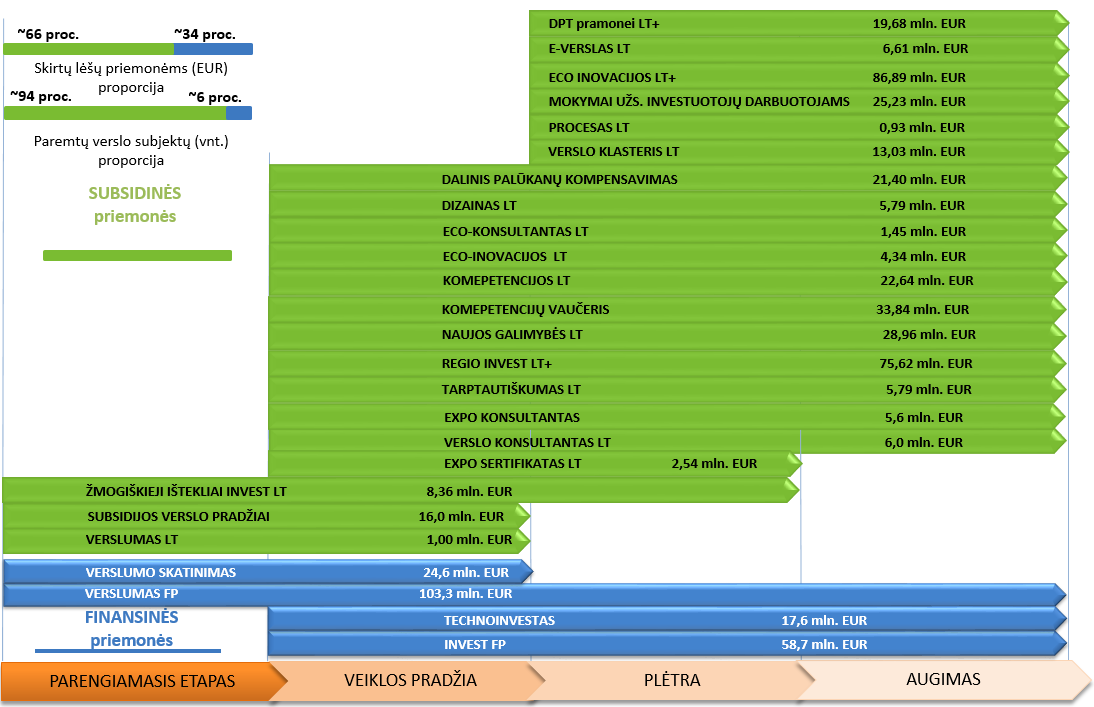 ~66 proc. ~34 proc.
Skirtų lėšų priemonėms (EUR)
proporcija
~94 proc. ~6 proc.
Paremtų verslo subjektų (vnt.)
proporcija
SUBSIDINĖS
priemonės
DPT pramonei LT+ 19,68 mln. EUR
E-VERSLAS LT 6,61 mln. EUR
ECO INOVACIJOS LT+ 86,89 mln. EUR
MOKYMAI UŽS. INVESTUOTOJŲ DARBUOTOJAMS 25,23 mln. EUR
PROCESAS LT 0,93 mln. EUR
VERSLO KLASTERIS LT 13,03 mln. EUR
DALINIS PALŪKANŲ KOMPENSAVIMAS 21,40 mln. EUR
DIZAINAS LT 5,79 mln. EUR
ECO-KONSULTANTAS LT 1,45 mln. EUR
ECO-INOVACIJOS LT 4,34 mln. EUR
KOMEPETENCIJOS LT 22,64 mln. EUR
KOMEPETENCIJŲ VAUČERIS 33,84 mln. EUR
NAUJOS GALIMYBĖS LT 28,96 mln. EUR
REGIO INVEST LT+ 75,62 mln. EUR
TARPTAUTIŠKUMAS LT 5,79 mln. EUR
EXPO KONSULTANTAS 5,6 mln. EUR
VERSLO KONSULTANTAS LT 6,0 mln. EUR
EXPO SERTIFIKATAS LT 2,54 mln. EUR
ŽMOGIŠKIEJI IŠTEKLIAI INVEST LT 8,36 mln. EUR
SUBSIDIJOS VERSLO PRADŽIAI 16,0 mln. EUR
VERSLUMAS LT 1,00 mln. EUR
VERSLUMO SKATINIMAS 24,6 mln. EUR
VERSLUMAS FP 103,3 mln. EUR
FINANSINĖS
priemonės
TECHNOINVESTAS 17,6 mln. EUR
INVEST FP 58,7 mln. EUR
PARENGIAMASIS ETAPAS VEIKLOS PRADŽIA PLĖTRA AUGIMAS